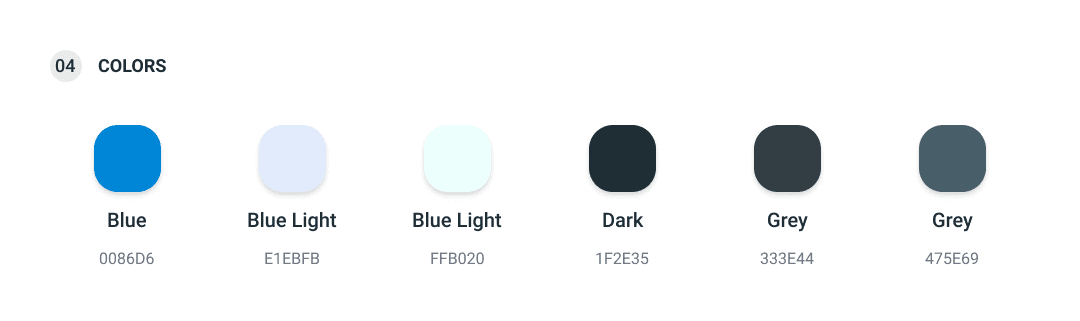 04 COLORS
Blue Blue Light Blue Light Dark Grey Grey
0086D6 E1EBFB FFB020 1F2E35 333E44 475E69